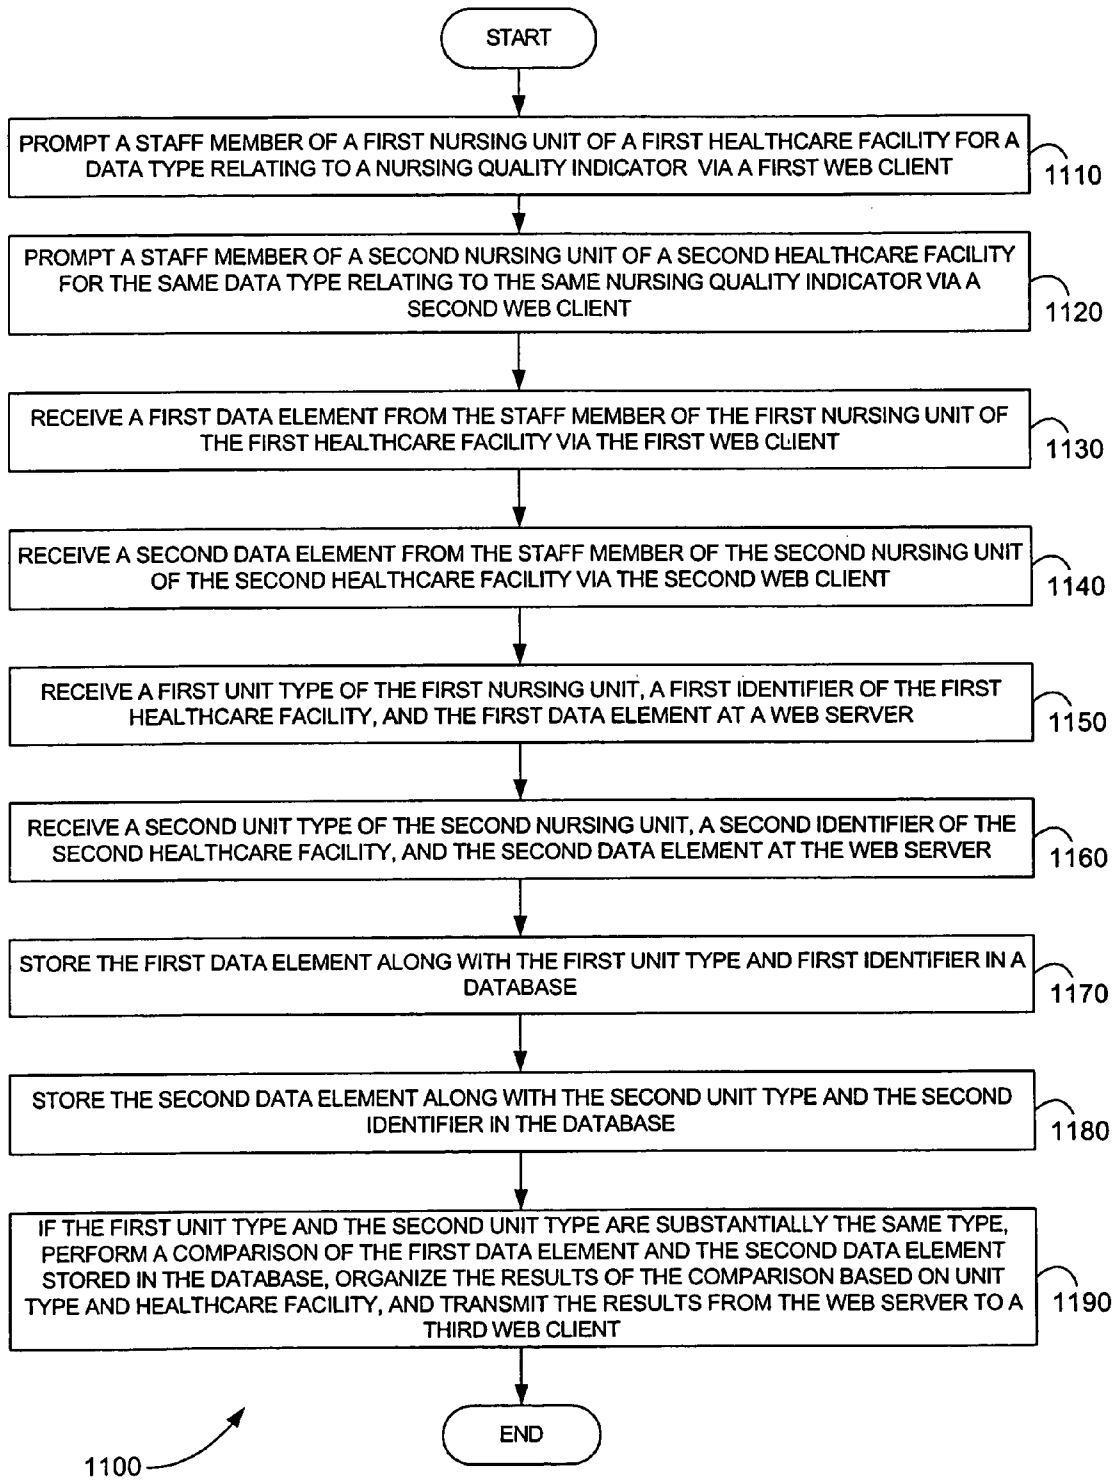 START
PROMPT A STAFF MEMBER OF A FIRST NURSING UNIT OF A FIRST HEALTHCARE FACILITY FOR A
DATA TYPE RELATING TO A NURSING QUALITY INDICATOR VIA A FIRST WEB CLIENT
1110
PROMPT A STAFF MEMBER OF A SECOND NURSING UNIT OF A SECOND HEALTHCARE FACILITY
FOR THE SAME DATA TYPE RELATING TO THE SAME NURSING QUALITY INDICATOR VIA A
SECOND WEB CLIENT
1120
RECEIVE A FIRST DATA ELEMENT FROM THE STAFF MEMBER OF THE FIRST NURSING UNIT OF
THE FIRST HEALTHCARE FACILITY VIA THE FIRST WEB CLIENT
1130
RECEIVE A SECOND DATA ELEMENT FROM THE STAFF MEMBER OF THE SECOND NURSING UNIT
OF THE SECOND HEALTHCARE FACILITY VIA THE SECOND WEB CLIENT
1140
RECEIVE A FIRST UNIT TYPE OF THE FIRST NURSING UNIT, A FIRST IDENTIFIER OF THE FIRST
HEALTHCARE FACILITY, AND THE FIRST DATA ELEMENT AT A WEB SERVER
1150
RECEIVE A SECOND UNIT TYPE OF THE SECOND NURSING UNIT, A SECOND IDENTIFIER OF THE
SECOND HEALTHCARE FACILITY, AND THE SECOND DATA ELEMENT AT THE WEB SERVER
1160
STORE THE FIRST DATA ELEMENT ALONG WITH THE FIRST UNIT TYPE AND FIRST IDENTIFIER IN A
DATABASE
1170
STORE THE SECOND DATA ELEMENT ALONG WITH THE SECOND UNIT TYPE AND THE SECOND
IDENTIFIER IN THE DATABASE
1180
IF THE FIRST UNIT TYPE AND THE SECOND UNIT TYPE ARE SUBSTANTIALLY THE SAME TYPE,
PERFORM A COMPARISON OF THE FIRST DATA ELEMENT AND THE SECOND DATA ELEMENT
STORED IN THE DATABASE, ORGANIZE THE RESULTS OF THE COMPARISON BASED ON UNIT
TYPE AND HEALTHCARE FACILITY, AND TRANSMIT THE RESULTS FROM THE WEB SERVER TO A
THIRD WEB CLIENT
1190
END
1100